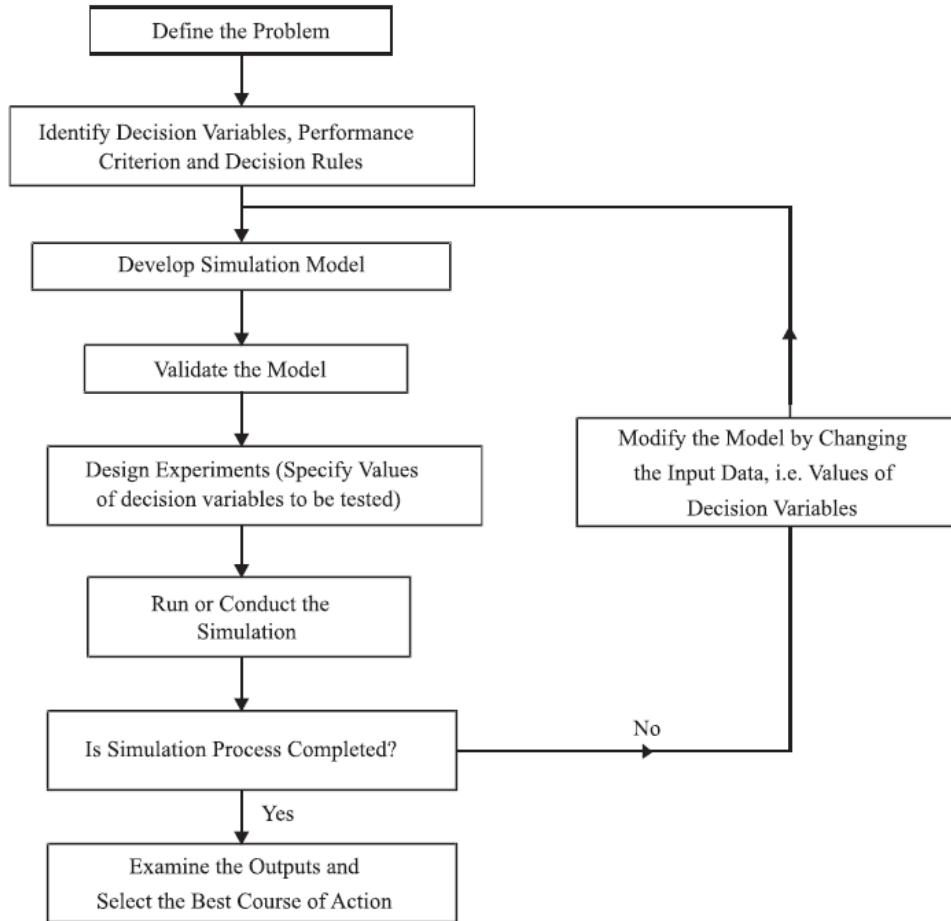 Define the Problem
Identify Decision Variables, Performance
Criterion and Decision Rules
Develop Simulation Model
Validate the Model
Design Experiments (Specify Values
of decision variables to be tested)
Run or Conduct the
Simulation
Is Simulation Process Completed?
No
Modify the Model by Changing
the Input Data, i.e. Values of
Decision Variables
Yes
Examine the Outputs and
Select the Best Course of Action